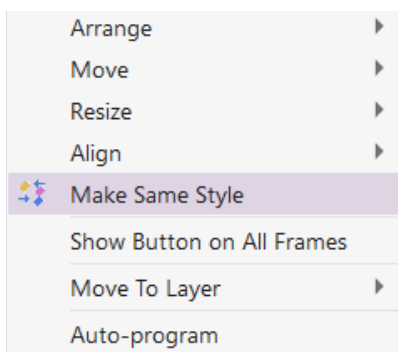 Arrange
Move
Resize
Align
Make Same Style
Show Button on All Frames
Move To Layer
Auto-program